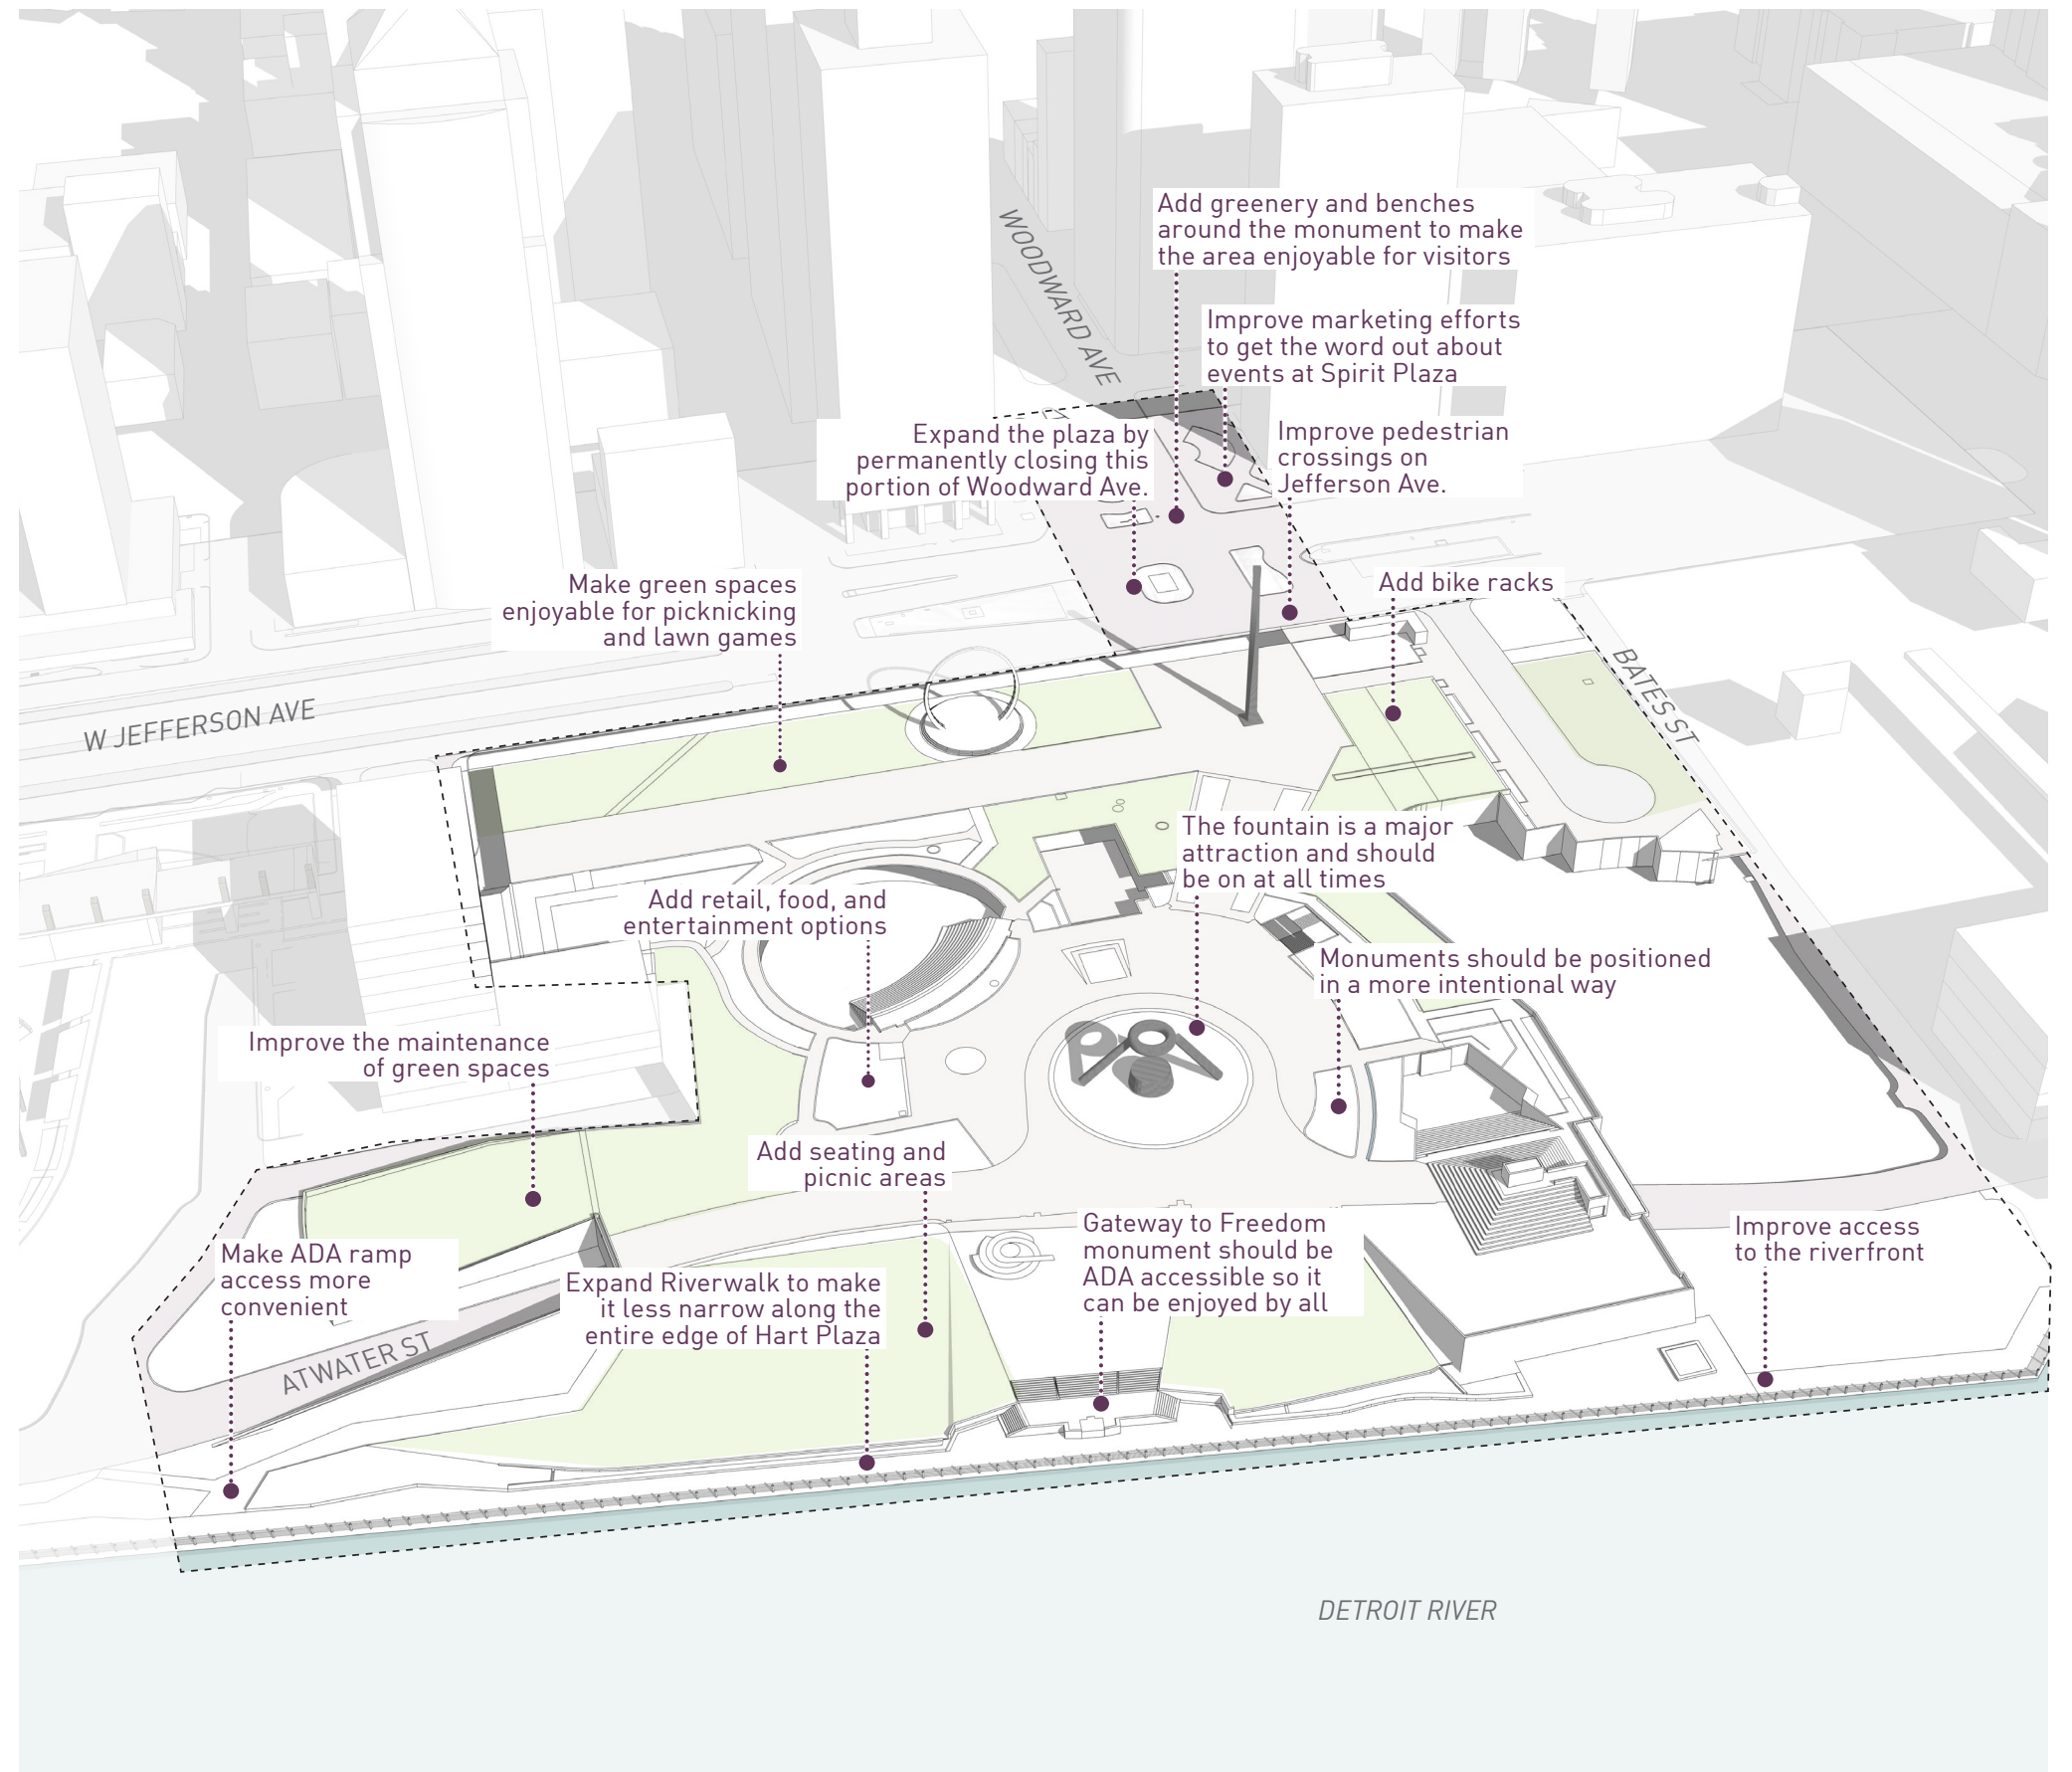 WOODWARD AVE
Add greenery and benches
around the monument to make
the area enjoyable for visitors
Improve marketing efforts
to get the word out about
events at Spirit Plaza
Expand the plaza by
permanently closing this
portion of Woodward Ave.
Improve pedestrian
crossings on
Jefferson Ave.
Make green spaces
enjoyable for picknicking
and lawn games
Add bike racks
W JEFFERSON AVE
BATES ST
The fountain is a major
attraction and should
be on at all times
Add retail, food, and
entertainment options
Monuments should be positioned
in a more intentional way
Improve the maintenance
of green spaces
Add seating and
picnic areas
Gateway to Freedom
monument should be
ADA accessible so it
can be enjoyed by all
Improve access
to the riverfront
Make ADA ramp
access more
convenient
Expand Riverwalk to make
it less narrow along the
entire edge of Hart Plaza
ATWATER ST
DETROIT RIVER